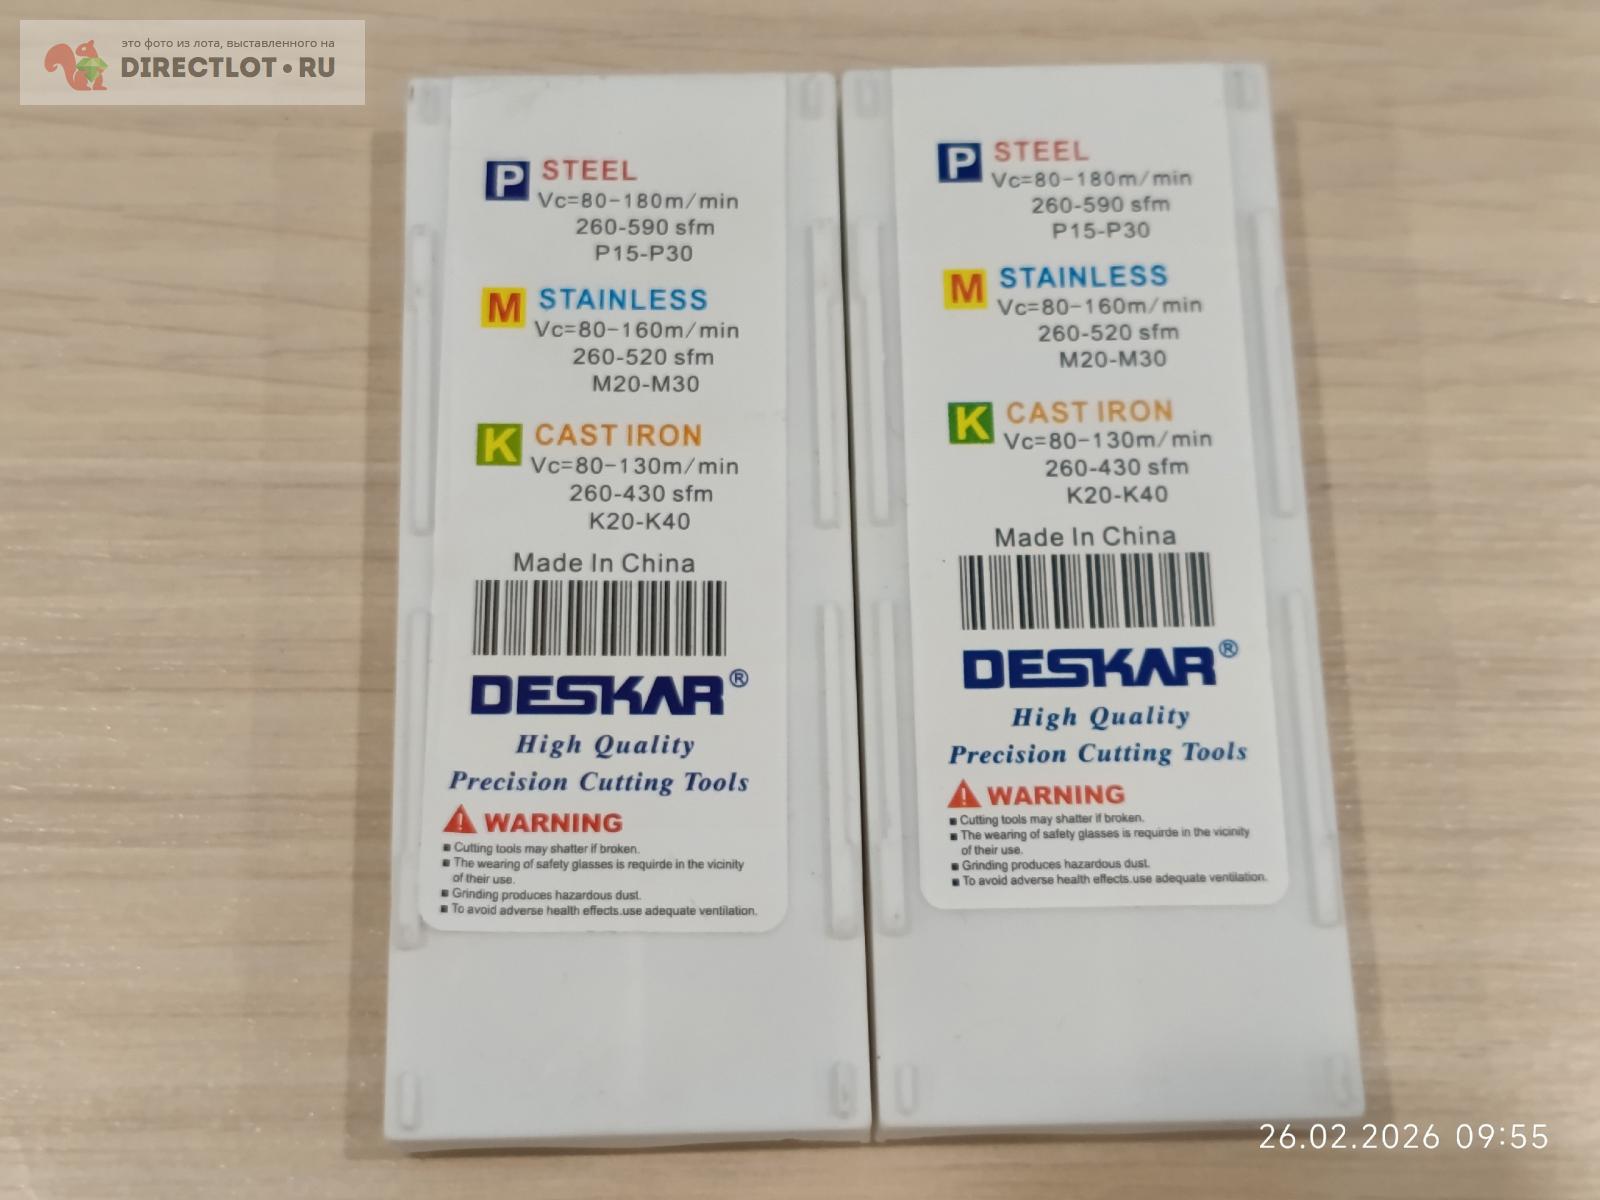 это фото из лота, выставленного на
DIRECTLOT•RU
P STEEL
Vc=80-180m/min
260-590 sfm
P15-P30
M STAINLESS
Vc=80-160m/min
260-520 sfm
M20-M30
K CAST IRON
Vc=80-130m/min
260-430 sfm
K20-K40
Made In China
DESKAR®
High Quality
Precision Cutting Tools
WARNING
Cutting tools may shatter if broken.
The wearing of safety glasses is requirde in the vicinity
of their use.
Grinding produces hazardous dust.
To avoid adverse health effects.use adequate ventilation.
P STEEL
Vc=80-180m/min
260-590 sfm
P15-P30
M STAINLESS
Vc=80-160m/min
260-520 sfm
M20-M30
K CAST IRON
Vc=80-130m/min
260-430 sfm
K20-K40
Made In China
DESKAR®
High Quality
Precision Cutting Tools
WARNING
Cutting tools may shatter if broken.
The wearing of safety glasses is requirde in the vicinity
of their use.
Grinding produces hazardous dust.
To avoid adverse health effects.use adequate ventilation.
26.02.2026 09:55